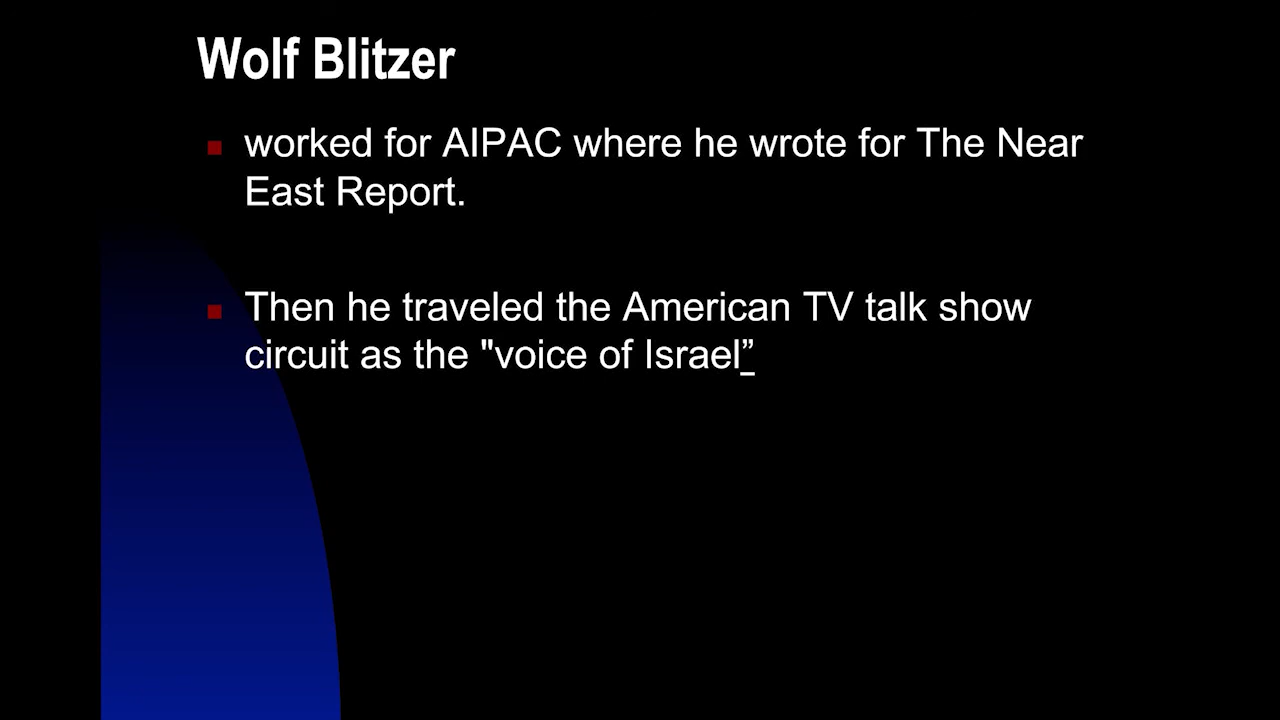 Wolf Blitzer
worked for AIPAC where he wrote for The Near
East Report.
Then he traveled the American TV talk show
circuit as the "voice of Israel”